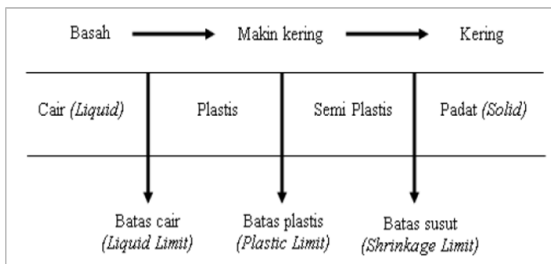 Basah Makin kering Kering
Cair (Liquid) Plastis Semi Plastis Padat (Solid)
Batas cair Batas plastis Batas susut
(Liquid Limit) (Plastic Limit) (Shrinkage Limit)